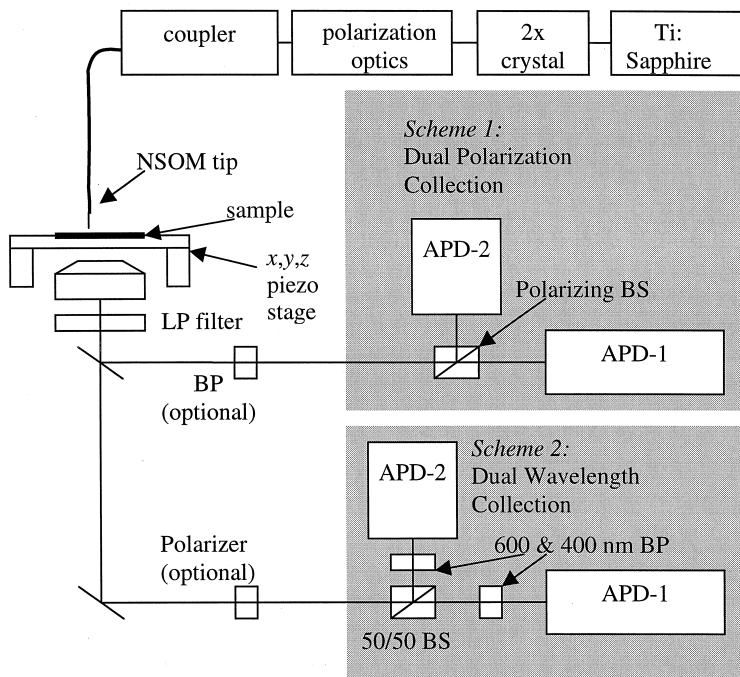 coupler
polarization
optics
2x
crystal
Ti:
Sapphire
NSOM tip
sample
x,y,z
piezo
stage
LP filter
BP
(optional)
Scheme 1:
Dual Polarization
Collection
APD-2
Polarizing BS
APD-1
Polarizer
(optional)
Scheme 2:
Dual Wavelength
Collection
APD-2
600 & 400 nm BP
APD-1
50/50 BS